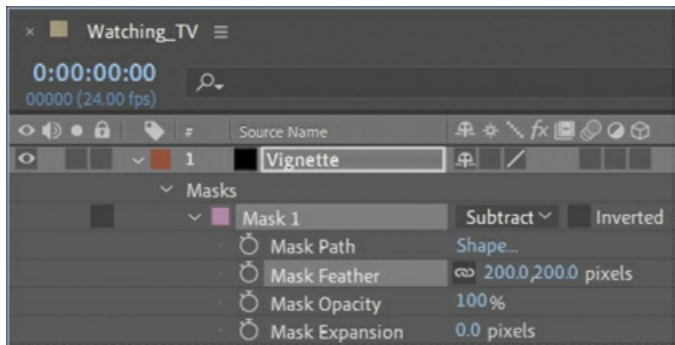 Watching_TV
0:00:00:00
00000 (24.00 fps)
# Source Name fx
1 Vignette
Masks
Mask 1 Subtract Inverted
Mask Path Shape...
Mask Feather 200.0,200.0 pixels
Mask Opacity 100%
Mask Expansion 0.0 pixels